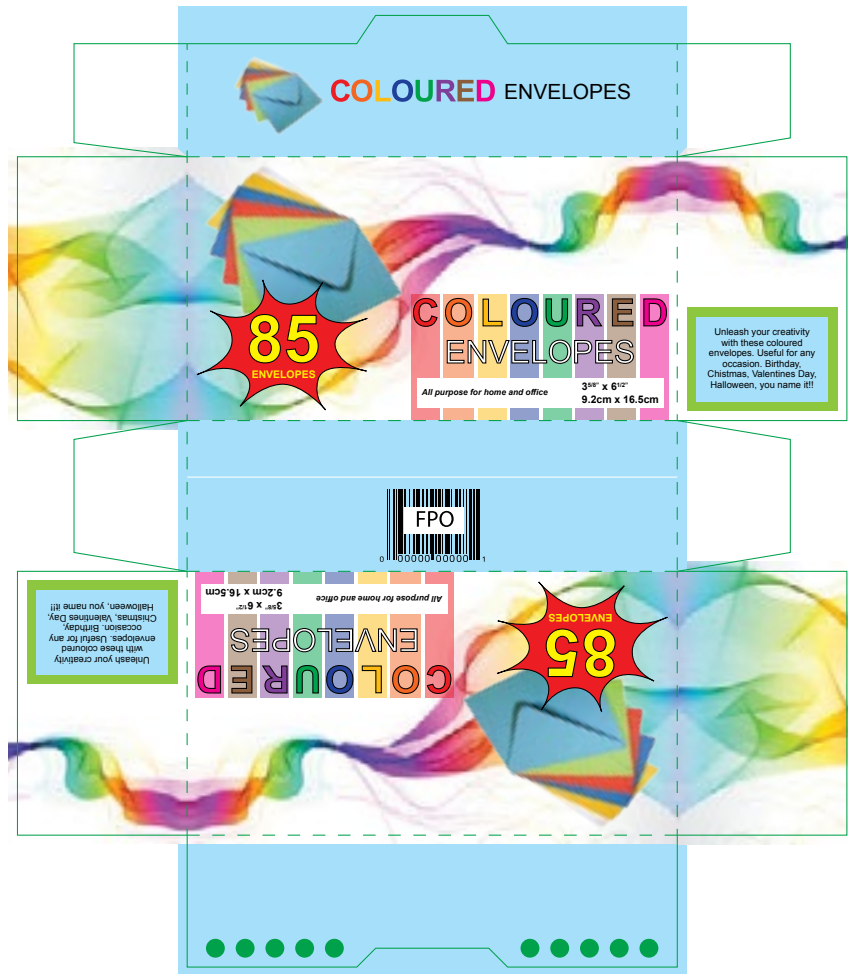 COLOURED ENVELOPES
COLOURED
ENVELOPES
85
ENVELOPES
All purpose for home and office
3 5/8" x 6 1/2"
9.2cm x 16.5cm
Unleash your creativity
with these coloured
envelopes. Useful for any
occasion. Birthday,
Chistmas, Valentines Day,
Halloween, you name it!!
FPO
0 00000 00000 1
Unleash your creativity
with these coloured
envelopes. Useful for any
occasion. Birthday,
Christmas, Valentines Day,
Halloween, you name it!!
COLOURED
ENVELOPES
All purpose for home and office
3 5/8" x 6 1/2"
9.2cm x 16.5cm
85
ENVELOPES